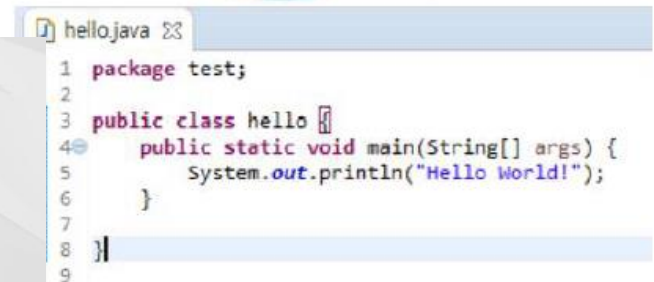 hello.java
1 package test;
2
3 public class hello {
4 public static void main(String[] args) {
5 System.out.println("Hello World!");
6 }
7
8 }
9